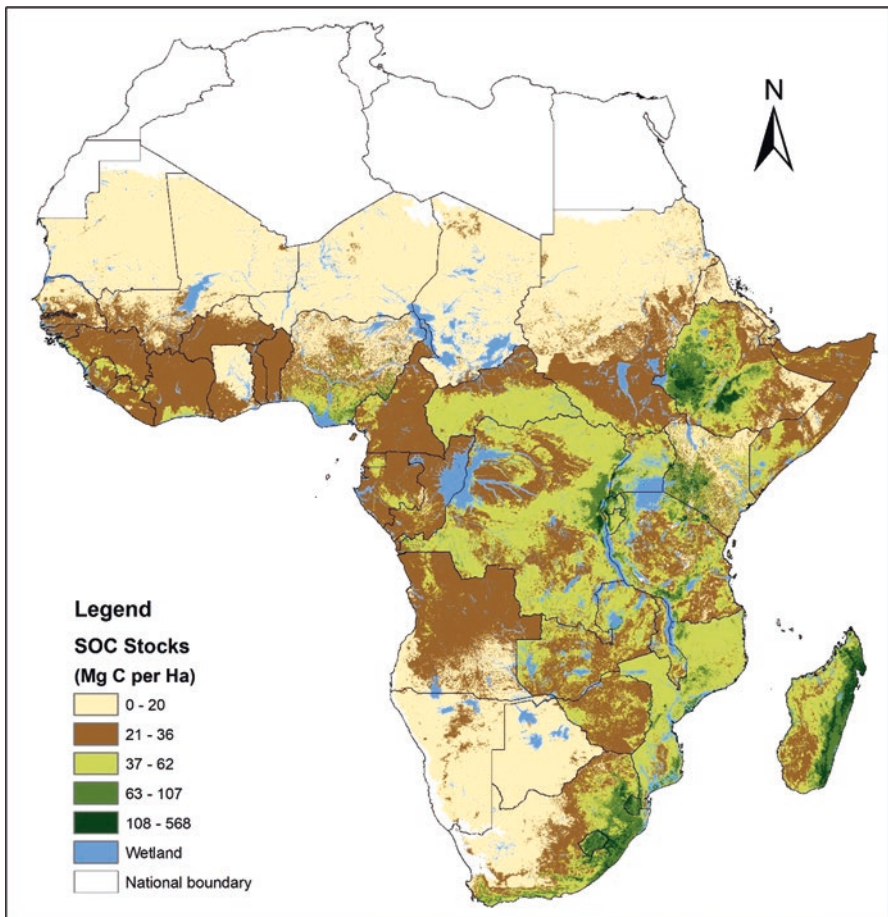 N
Legend
SOC Stocks
(Mg C per Ha)
0 - 20
21 - 36
37 - 62
63 - 107
108 - 568
Wetland
National boundary